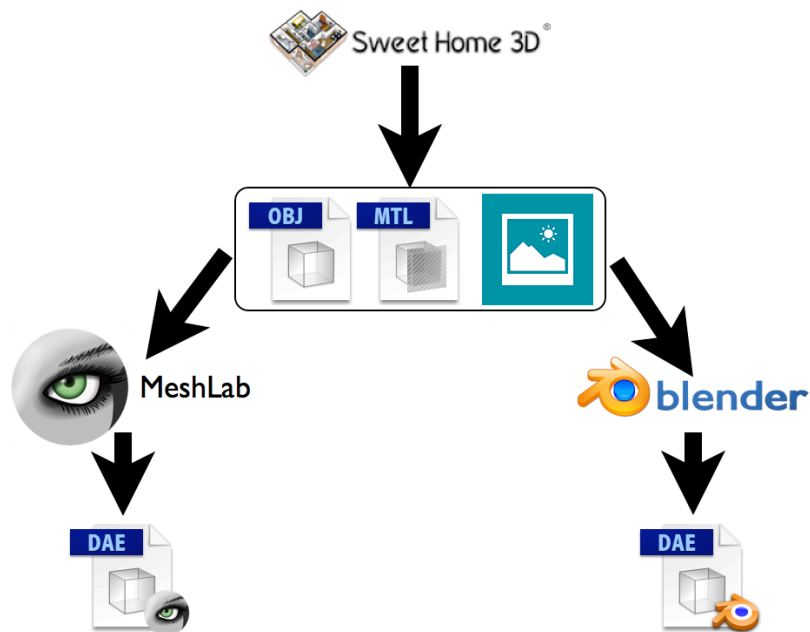 Sweet Home 3D®
OBJ
MTL
MeshLab
blender
DAE
DAE